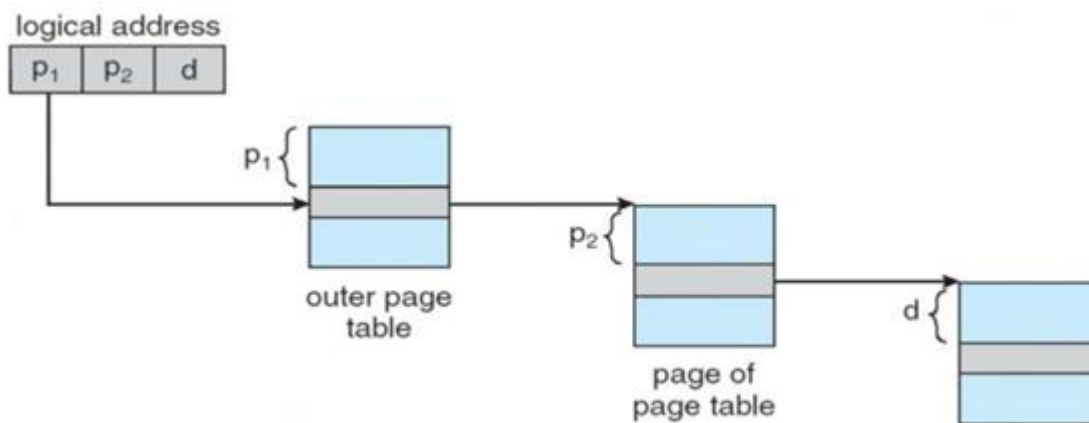 logical address
p₁ p₂ d
p₁
outer page
table
p₂
page of
page table
d